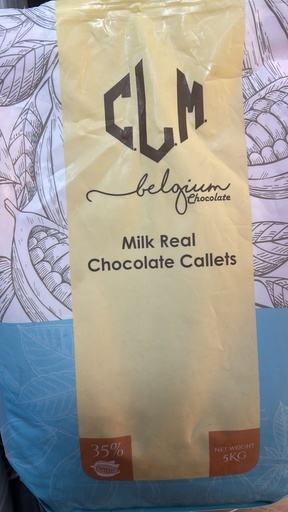 C.L.M.
belgium
Chocolate
Milk Real
Chocolate Callets
35%
NET WEIGHT
5KG